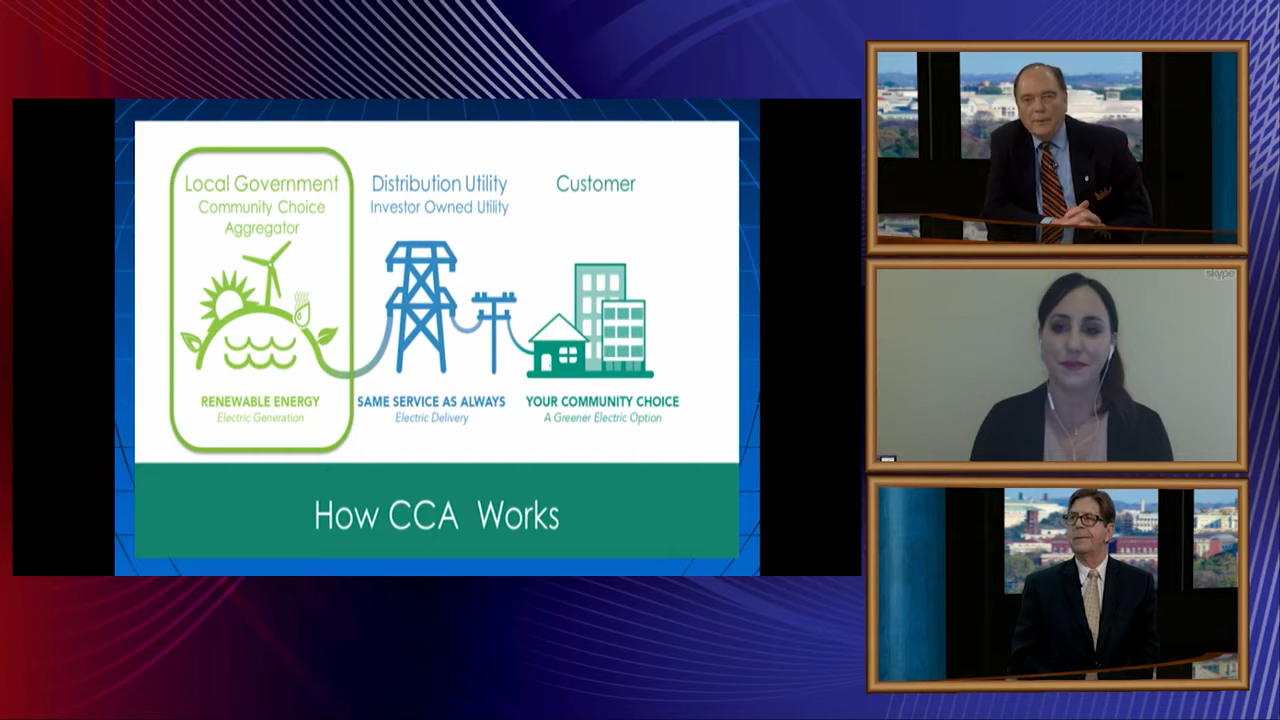 Local Government
Community Choice
Aggregator
RENEWABLE ENERGY
Electric Generation
Distribution Utility
Investor Owned Utility
SAME SERVICE AS ALWAYS
Electric Delivery
Customer
YOUR COMMUNITY CHOICE
A Greener Electric Option
How CCA Works
skype